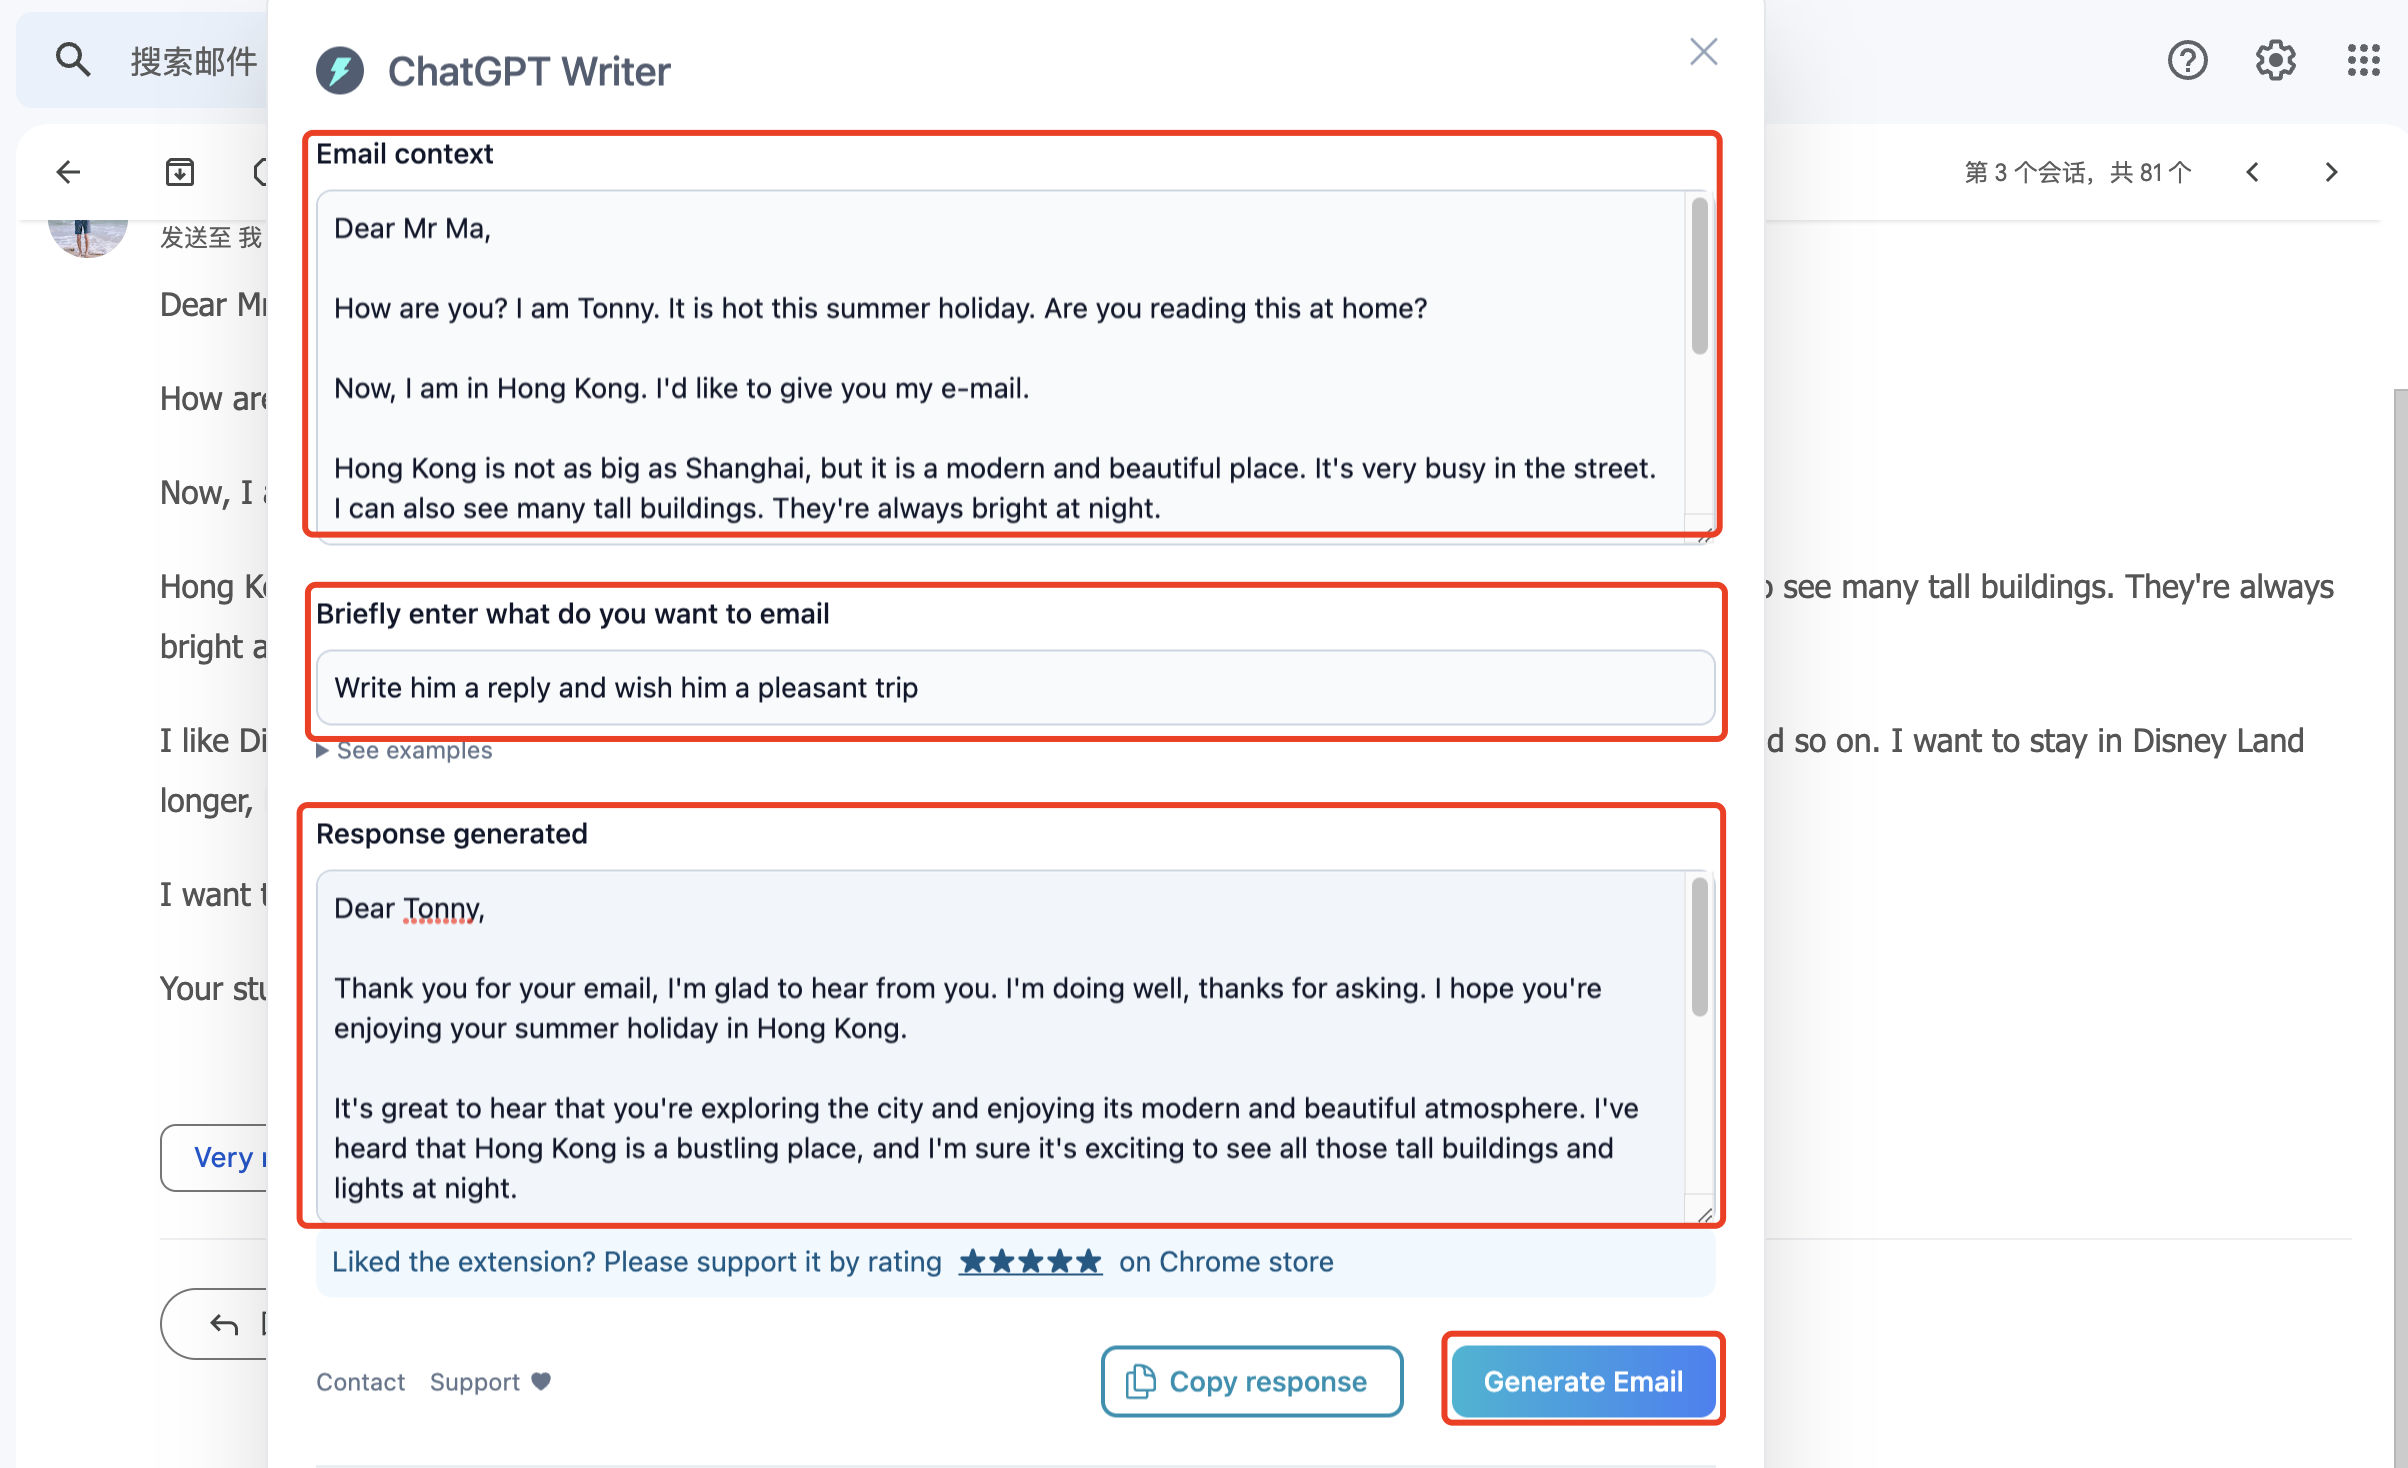 搜索邮件
ChatGPT Writer
第 3 个会话，共 81 个
发送至 我
Dear Mr
How are
Now, I
Hong
bright
I like
longer,
I want
Your
Very
see many tall buildings. They're always
so on. I want to stay in Disney Land
Email context
Dear Mr Ma,
How are you? I am Tonny. It is hot this summer holiday. Are you reading this at home?
Now, I am in Hong Kong. I'd like to give you my e-mail.
Hong Kong is not as big as Shanghai, but it is a modern and beautiful place. It's very busy in the street.
I can also see many tall buildings. They're always bright at night.
Briefly enter what do you want to email
Write him a reply and wish him a pleasant trip
See examples
Response generated
Dear Tonny,
Thank you for your email, I'm glad to hear from you. I'm doing well, thanks for asking. I hope you're
enjoying your summer holiday in Hong Kong.
It's great to hear that you're exploring the city and enjoying its modern and beautiful atmosphere. I've
heard that Hong Kong is a bustling place, and I'm sure it's exciting to see all those tall buildings and
lights at night.
Liked the extension? Please support it by rating ★★★★★ on Chrome store
Contact Support
Copy response
Generate Email